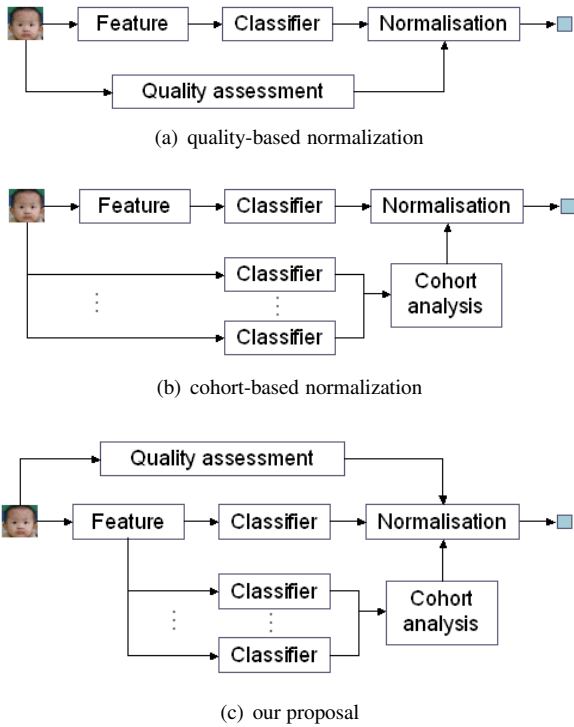 Feature Classifier Normalisation
Quality assessment
(a) quality-based normalization
Feature Classifier Normalisation
Classifier
Cohort
analysis
Classifier
(b) cohort-based normalization
Quality assessment
Feature Classifier Normalisation
Classifier
Cohort
analysis
Classifier
(c) our proposal